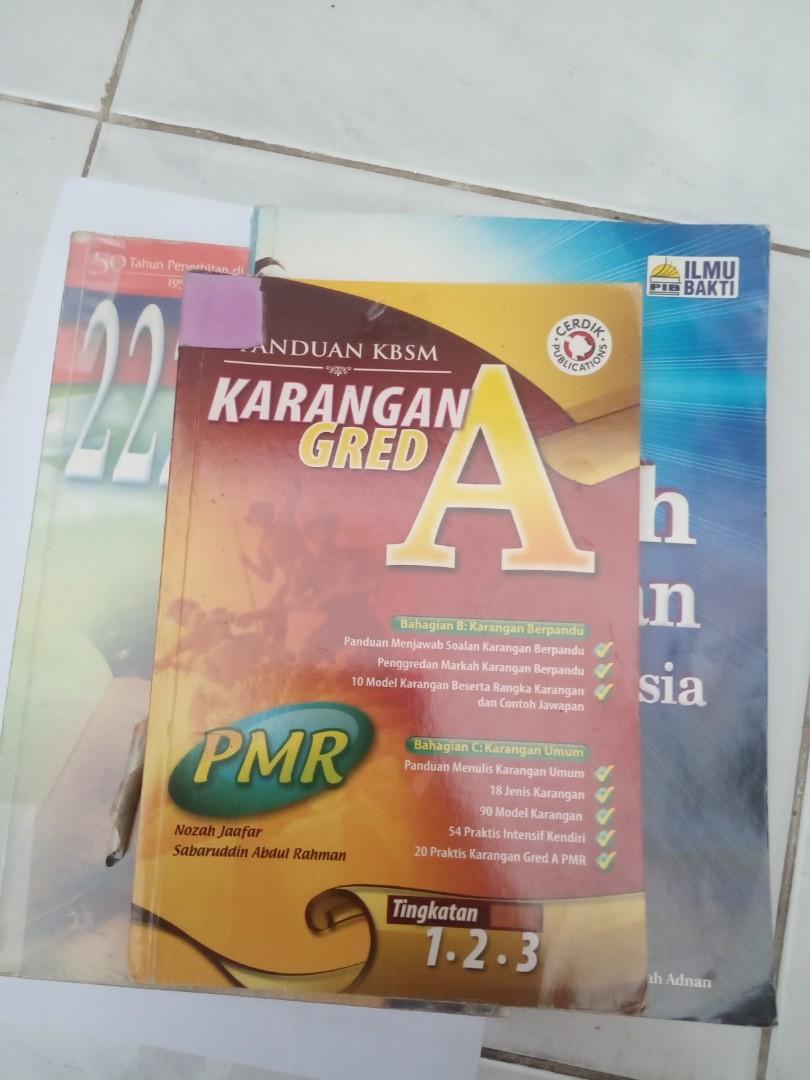 50 Tahun Penerbitan di
222
PIB
ILMU
BAKTI
PANDUAN KBSM
CERDIK
PUBLICATIONS
KARANGAN
GRED
A
Bahagian B: Karangan Berpandu
Panduan Menjawab Soalan Karangan Berpandu
Penggredan Markah Karangan Berpandu
10 Model Karangan Beserta Rangka Karangan
dan Contoh Jawapan
sia
PMR
Bahagian C: Karangan Umum
Panduan Menulis Karangan Umum
18 Jenis Karangan
90 Model Karangan
54 Praktis Intensif Kendiri
20 Praktis Karangan Gred A PMR
Nozah Jaafar
Sabaruddin Abdul Rahman
Tingkatan
1.2.3
ah Adnan